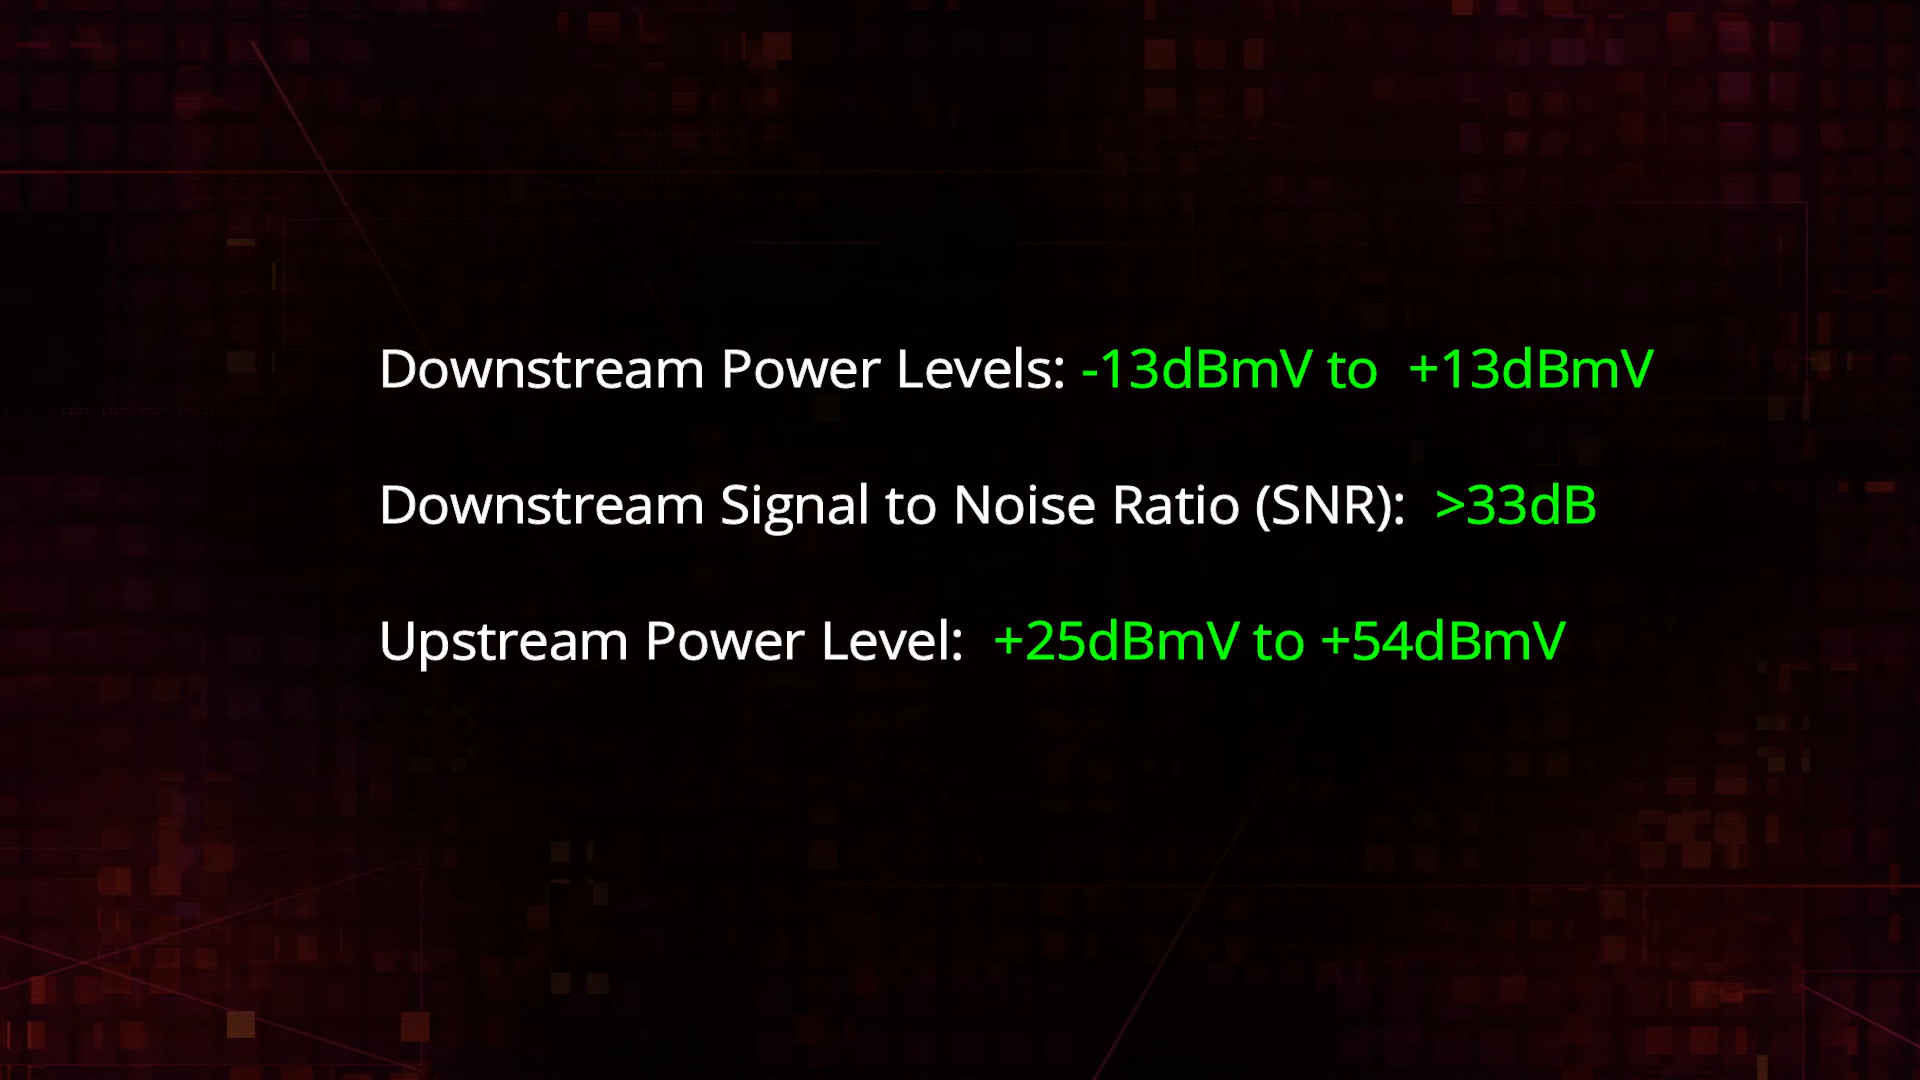 Downstream Power Levels: -13dBmV to +13dBmV
Downstream Signal to Noise Ratio (SNR): >33dB
Upstream Power Level: +25dBmV to +54dBmV